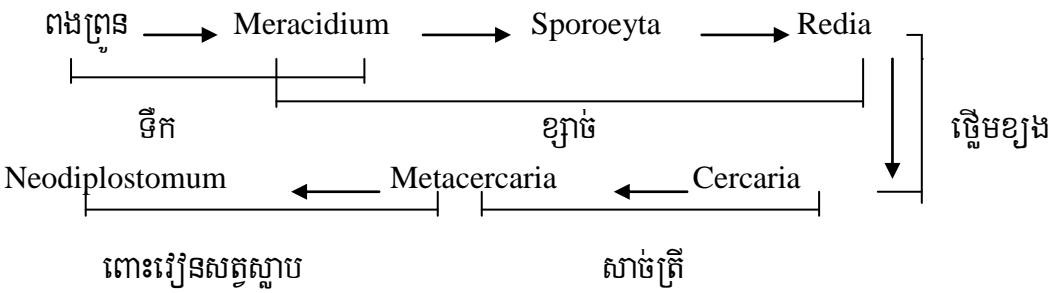 ពងព្រូន Meracidium Sporoeyta Redia
ទឹក ខ្សាច់ ថ្លើមខ្យង
Neodiplostomum Metacercaria Cercaria
ពោះវៀនសត្វស្លាប សាច់ត្រី